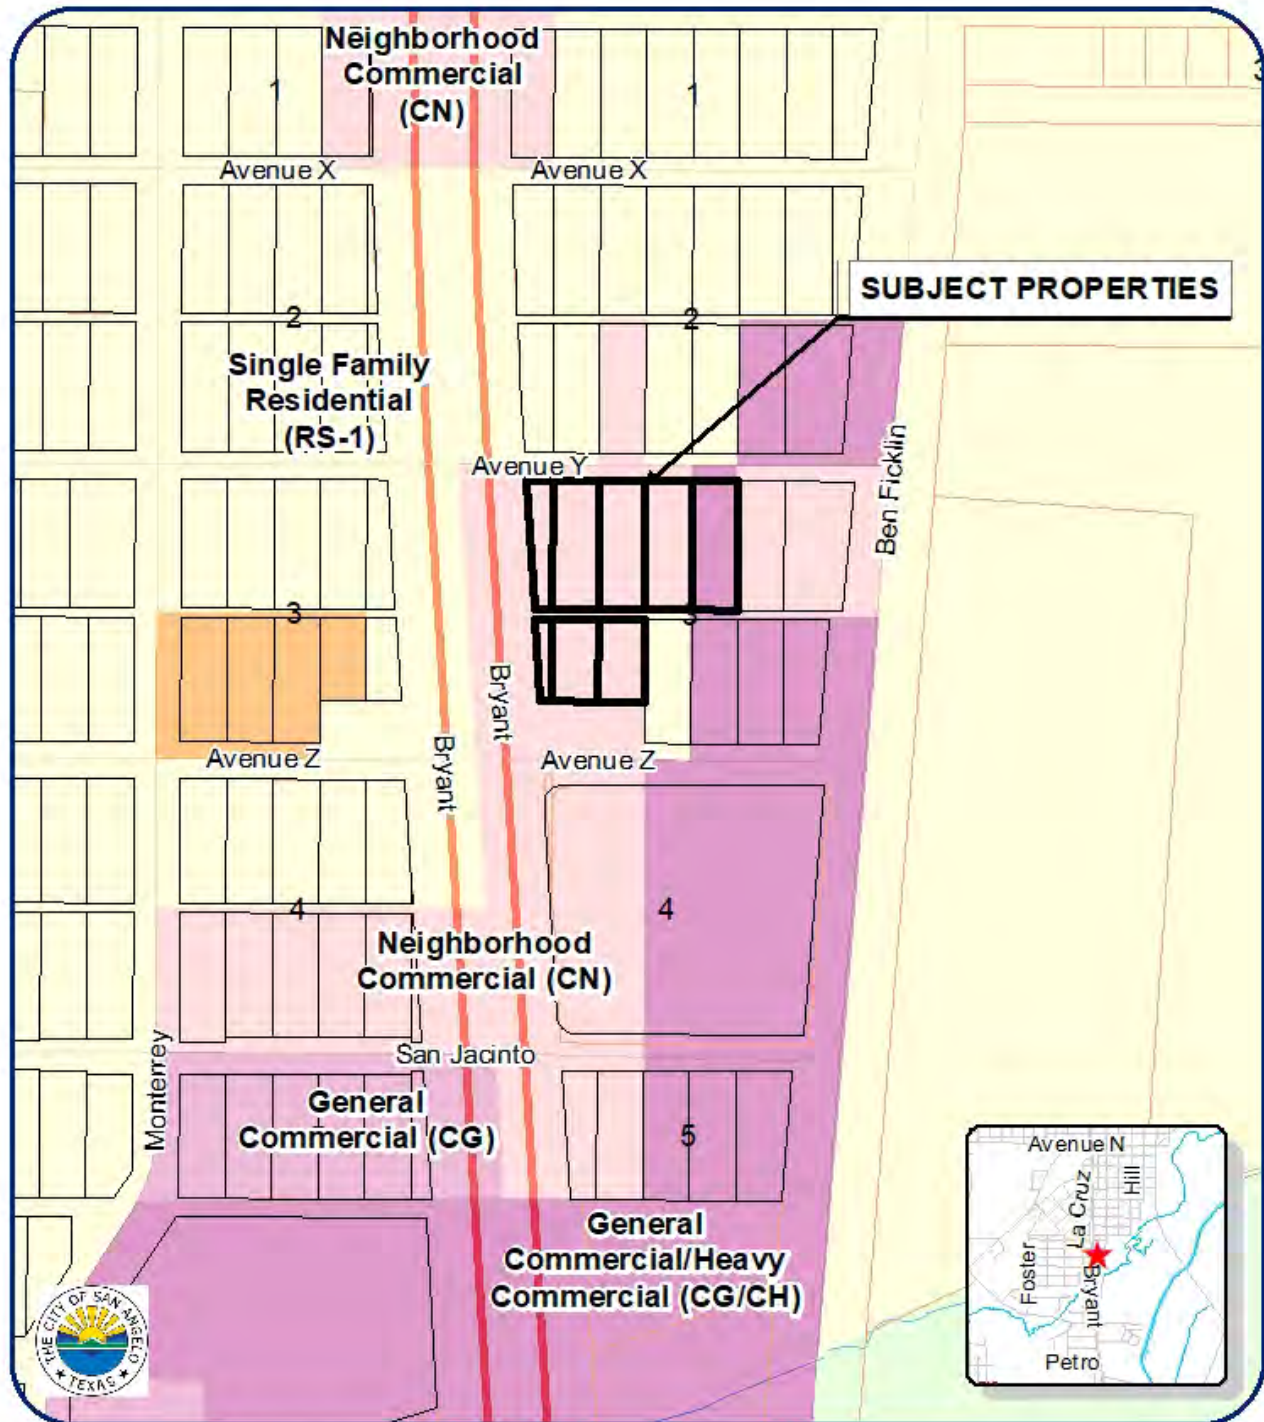 Neighborhood
Commercial
(CN)
1
1
3
Avenue X
Avenue X
SUBJECT PROPERTIES
2
2
Single Family
Residential
(RS-1)
Avenue Y
Ben Ficklin
3
3
Bryant
Bryant
Avenue Z
Avenue Z
4
4
Neighborhood
Commercial (CN)
Monterrey
San Jacinto
General
Commercial (CG)
5
General
Commercial/Heavy
Commercial (CG/CH)
Avenue N
Hill
La Cruz
Foster
Bryant
Petro
THE CITY OF SAN ANGELO
TEXAS